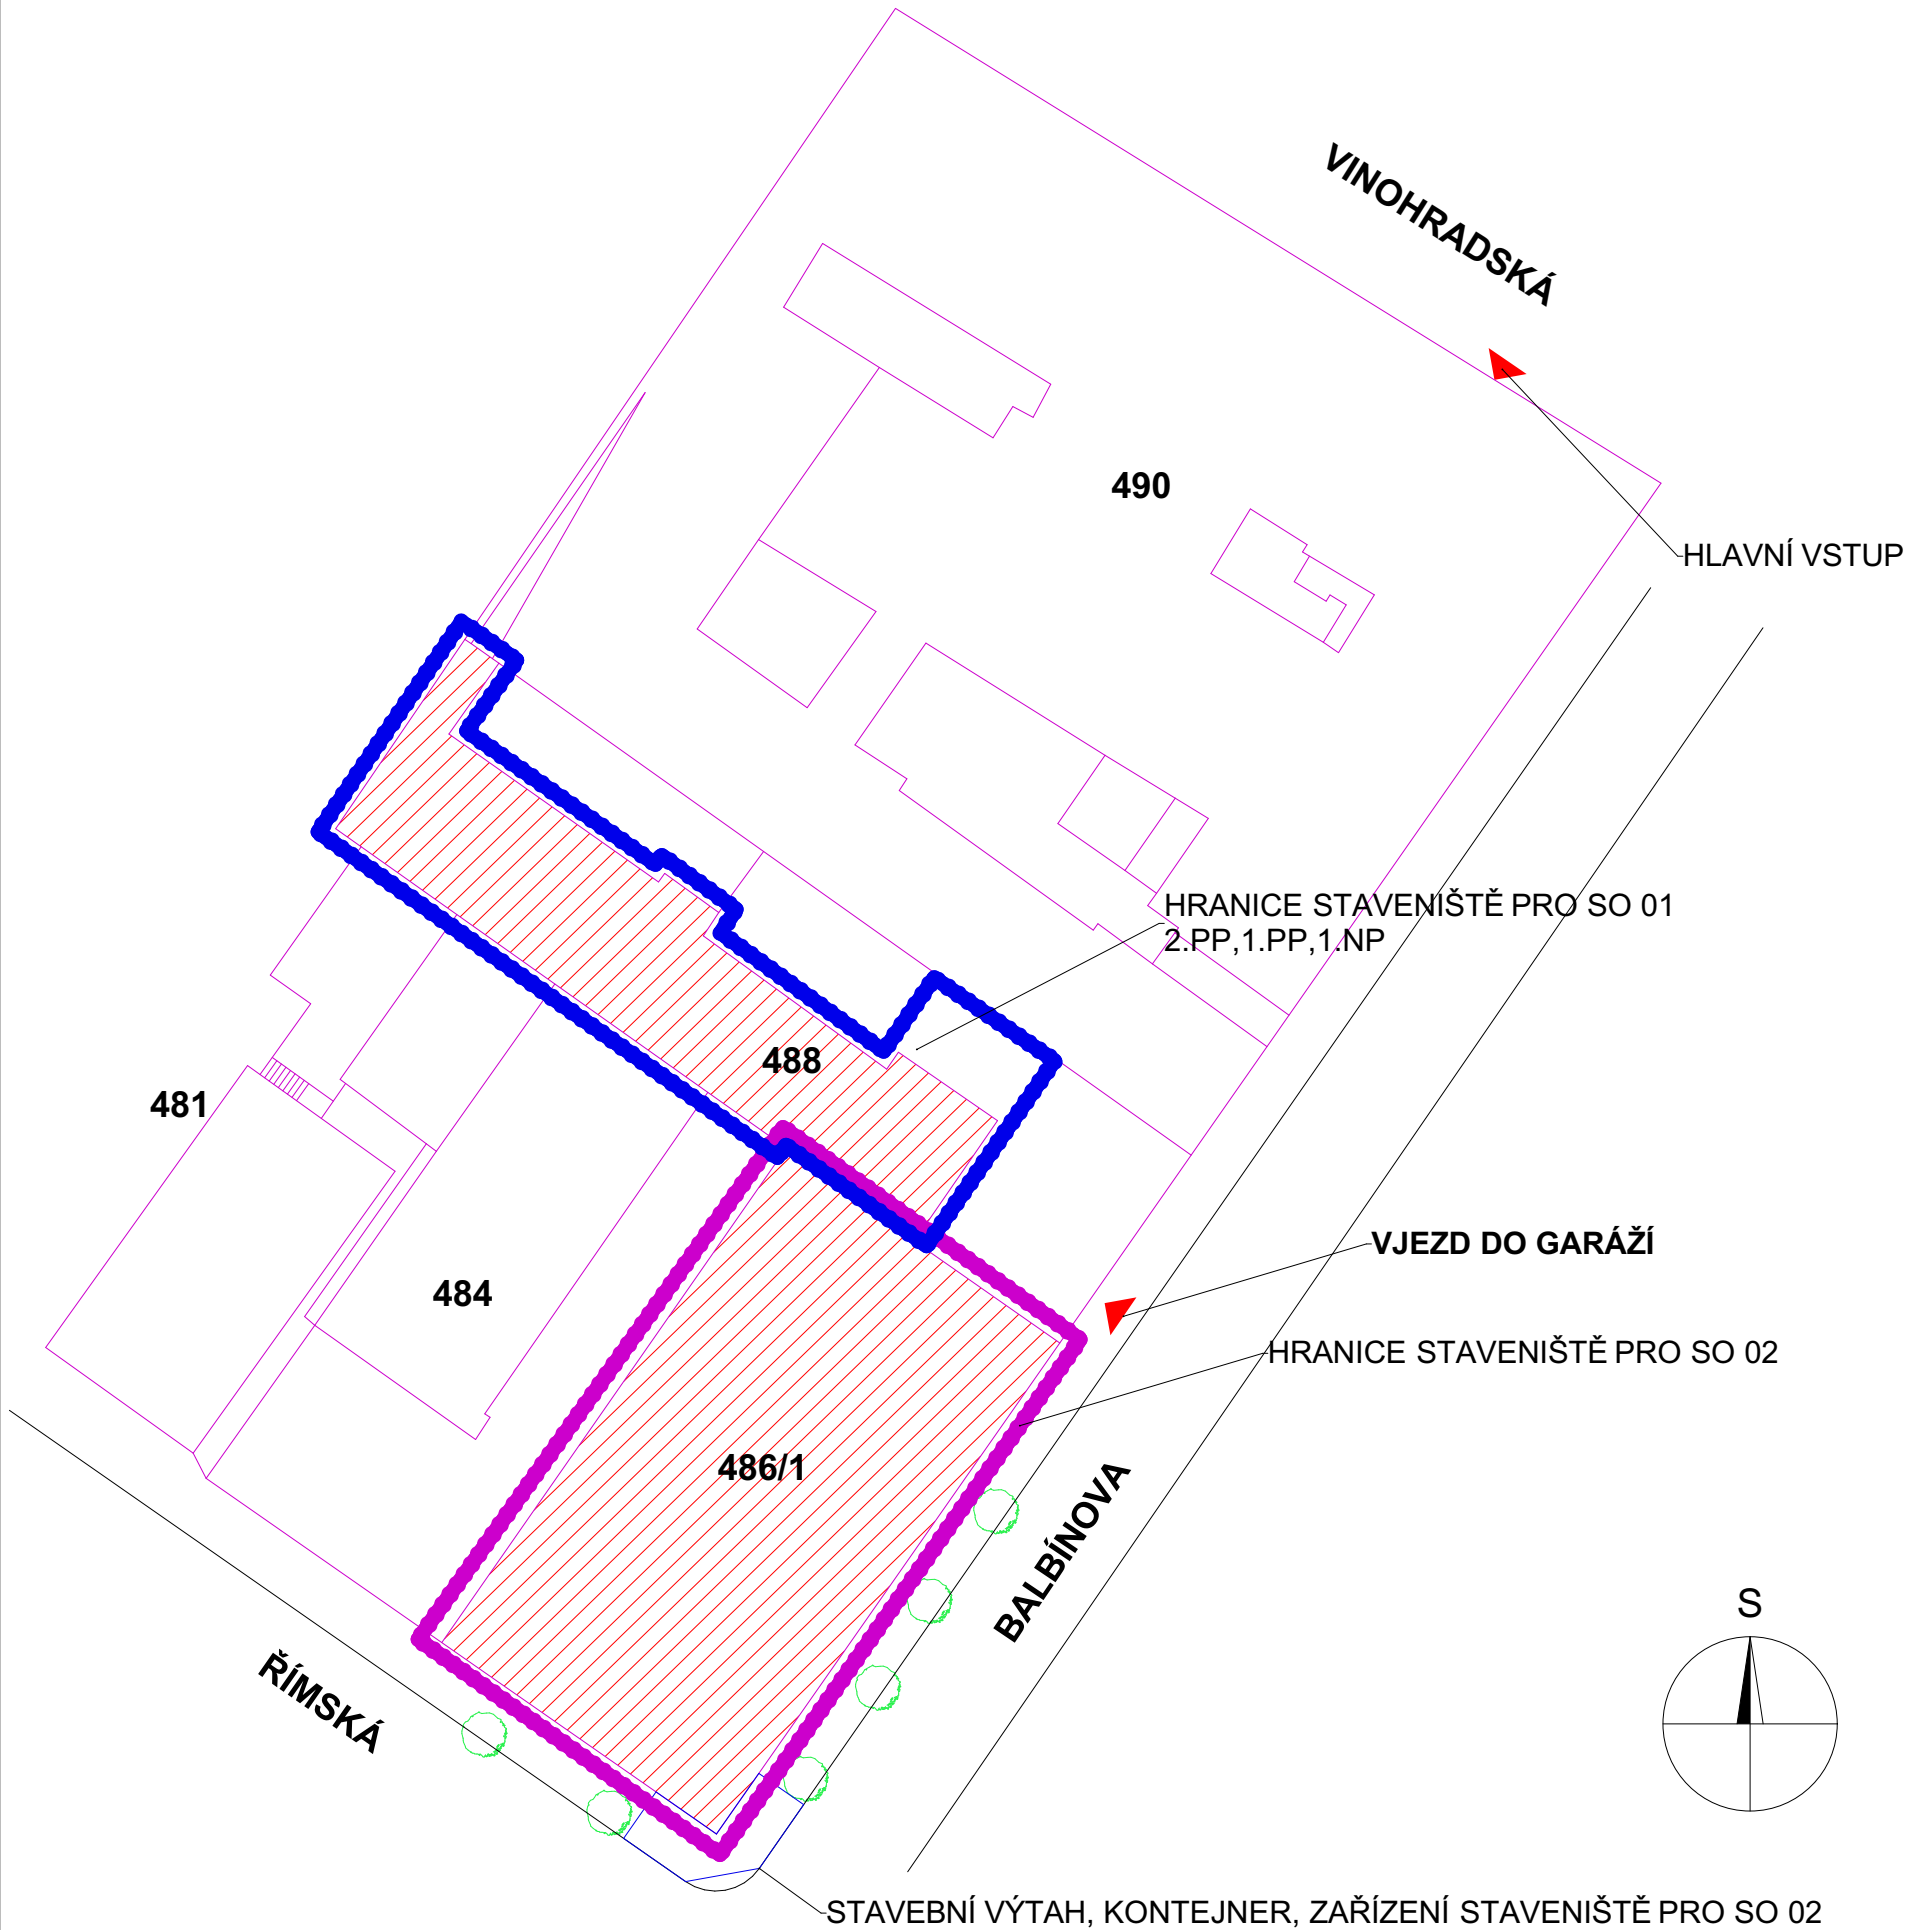 VINOHRADSKÁ
490
HLAVNÍ VSTUP
HRANICE STAVENIŠTĚ PRO SO 01
2.PP,1.PP,1.NP
488
481
VJEZD DO GARÁŽÍ
484
HRANICE STAVENIŠTĚ PRO SO 02
486/1
BALBÍNOVA
S
ŘÍMSKÁ
STAVEBNÍ VÝTAH, KONTEJNER, ZAŘÍZENÍ STAVENIŠTĚ PRO SO 02